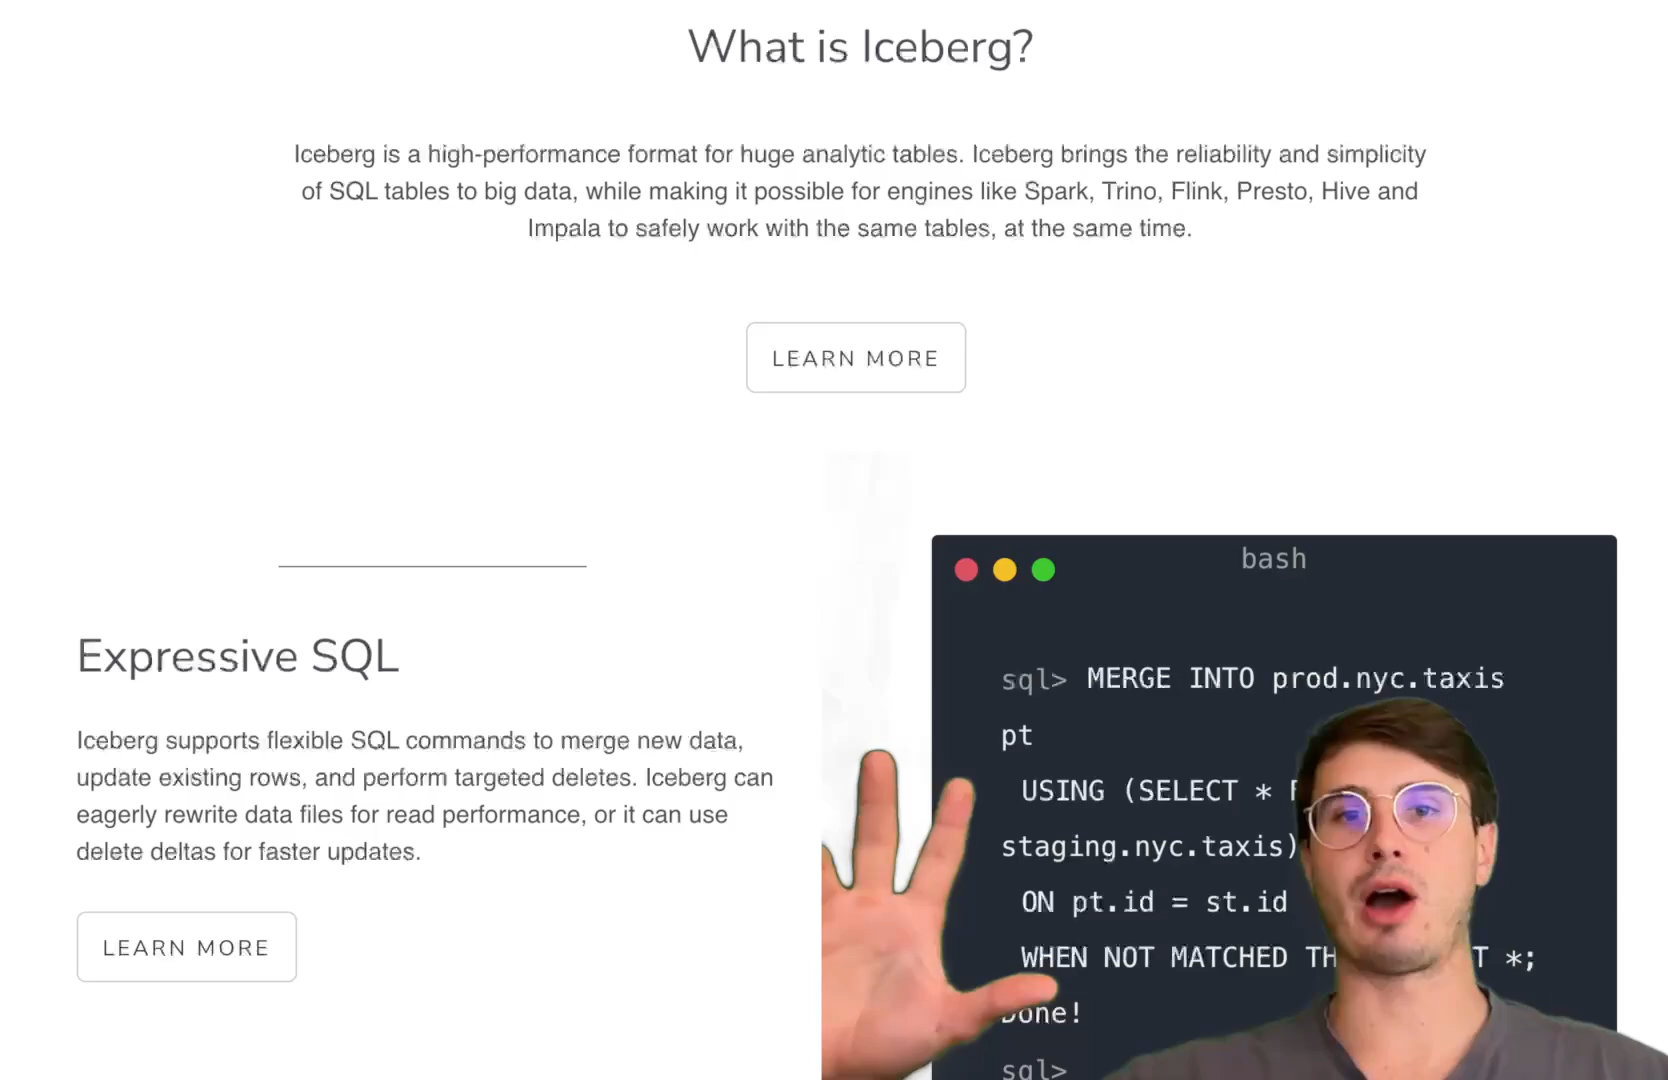 What is Iceberg?
Iceberg is a high-performance format for huge analytic tables. Iceberg brings the reliability and simplicity
of SQL tables to big data, while making it possible for engines like Spark, Trino, Flink, Presto, Hive and
Impala to safely work with the same tables, at the same time.
LEARN MORE
Expressive SQL
Iceberg supports flexible SQL commands to merge new data,
update existing rows, and perform targeted deletes. Iceberg can
eagerly rewrite data files for read performance, or it can use
delete deltas for faster updates.
LEARN MORE
bash
sql> MERGE INTO prod.nyc.taxis
pt
USING (SELECT *
staging.nyc.taxis)
ON pt.id = st.id
WHEN NOT MATCHED *;
Done!
sql>